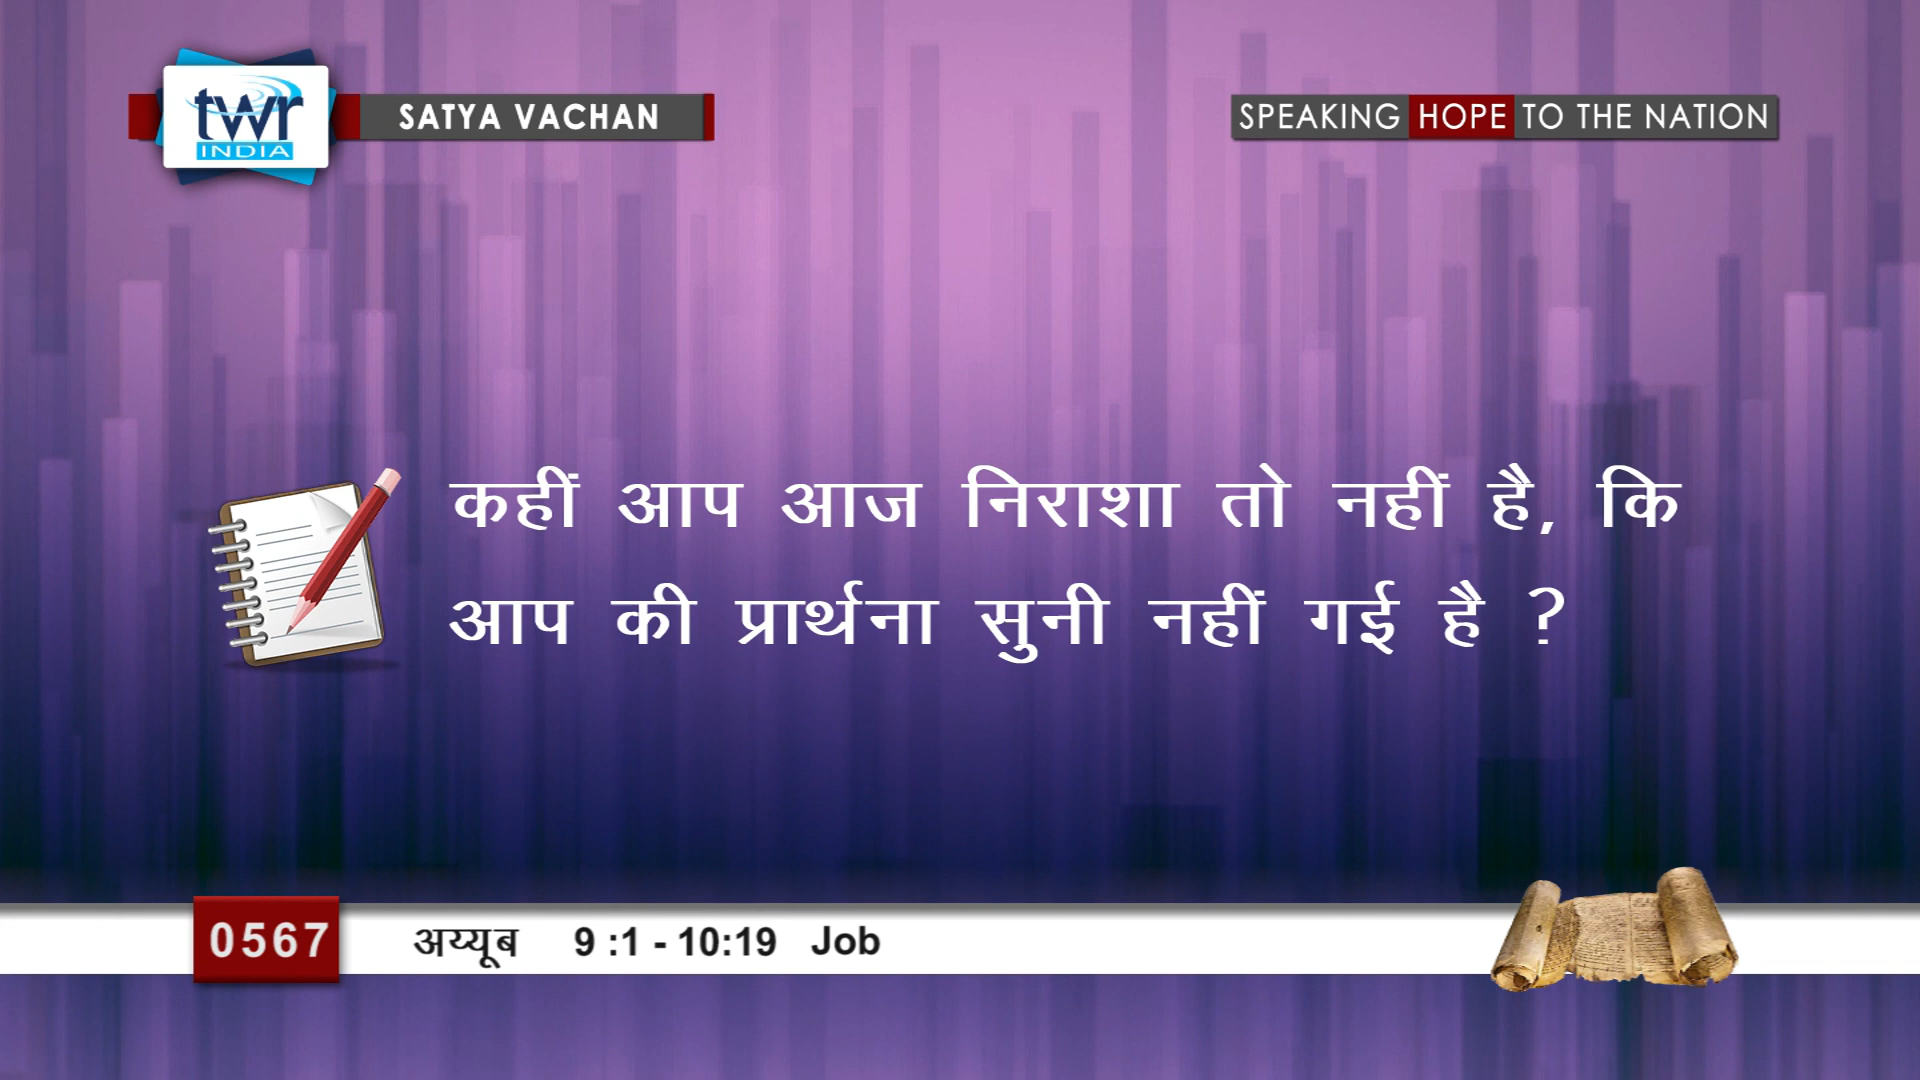 twr
INDIA
SATYA VACHAN
SPEAKING HOPE TO THE NATION
कहीं आप आज निराशा तो नहीं है, कि
आप की प्रार्थना सुनी नहीं गई है ?
0567 अय्यूब 9 :1 - 10:19 Job